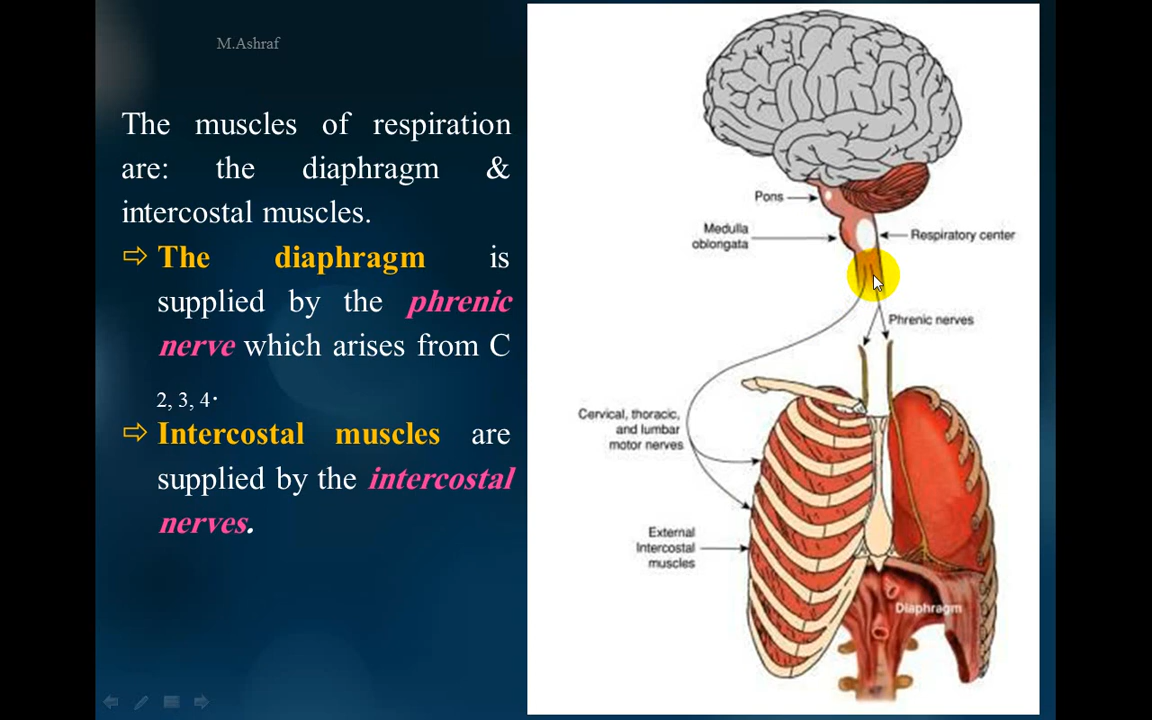 M.Ashraf
The muscles of respiration
are: the diaphragm &
intercostal muscles.
⇨ The diaphragm is
supplied by the phrenic
nerve which arises from C
2, 3, 4.
⇨ Intercostal muscles are
supplied by the intercostal
nerves.
Pons
Medulla
oblongata
Respiratory center
Phrenic nerves
Cervical, thoracic,
and lumbar
motor nerves
External
Intercostal
muscles
Diaphragm